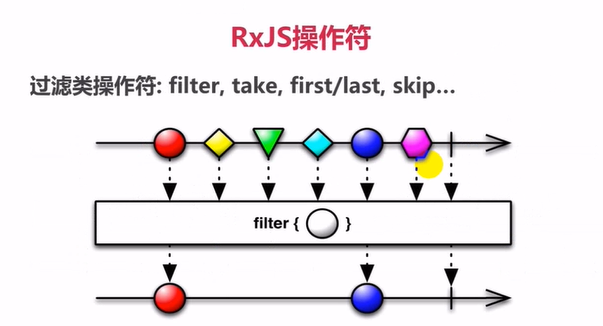 RxJS操作符
过滤类操作符: filter, take, first/last, skip...
filter { }